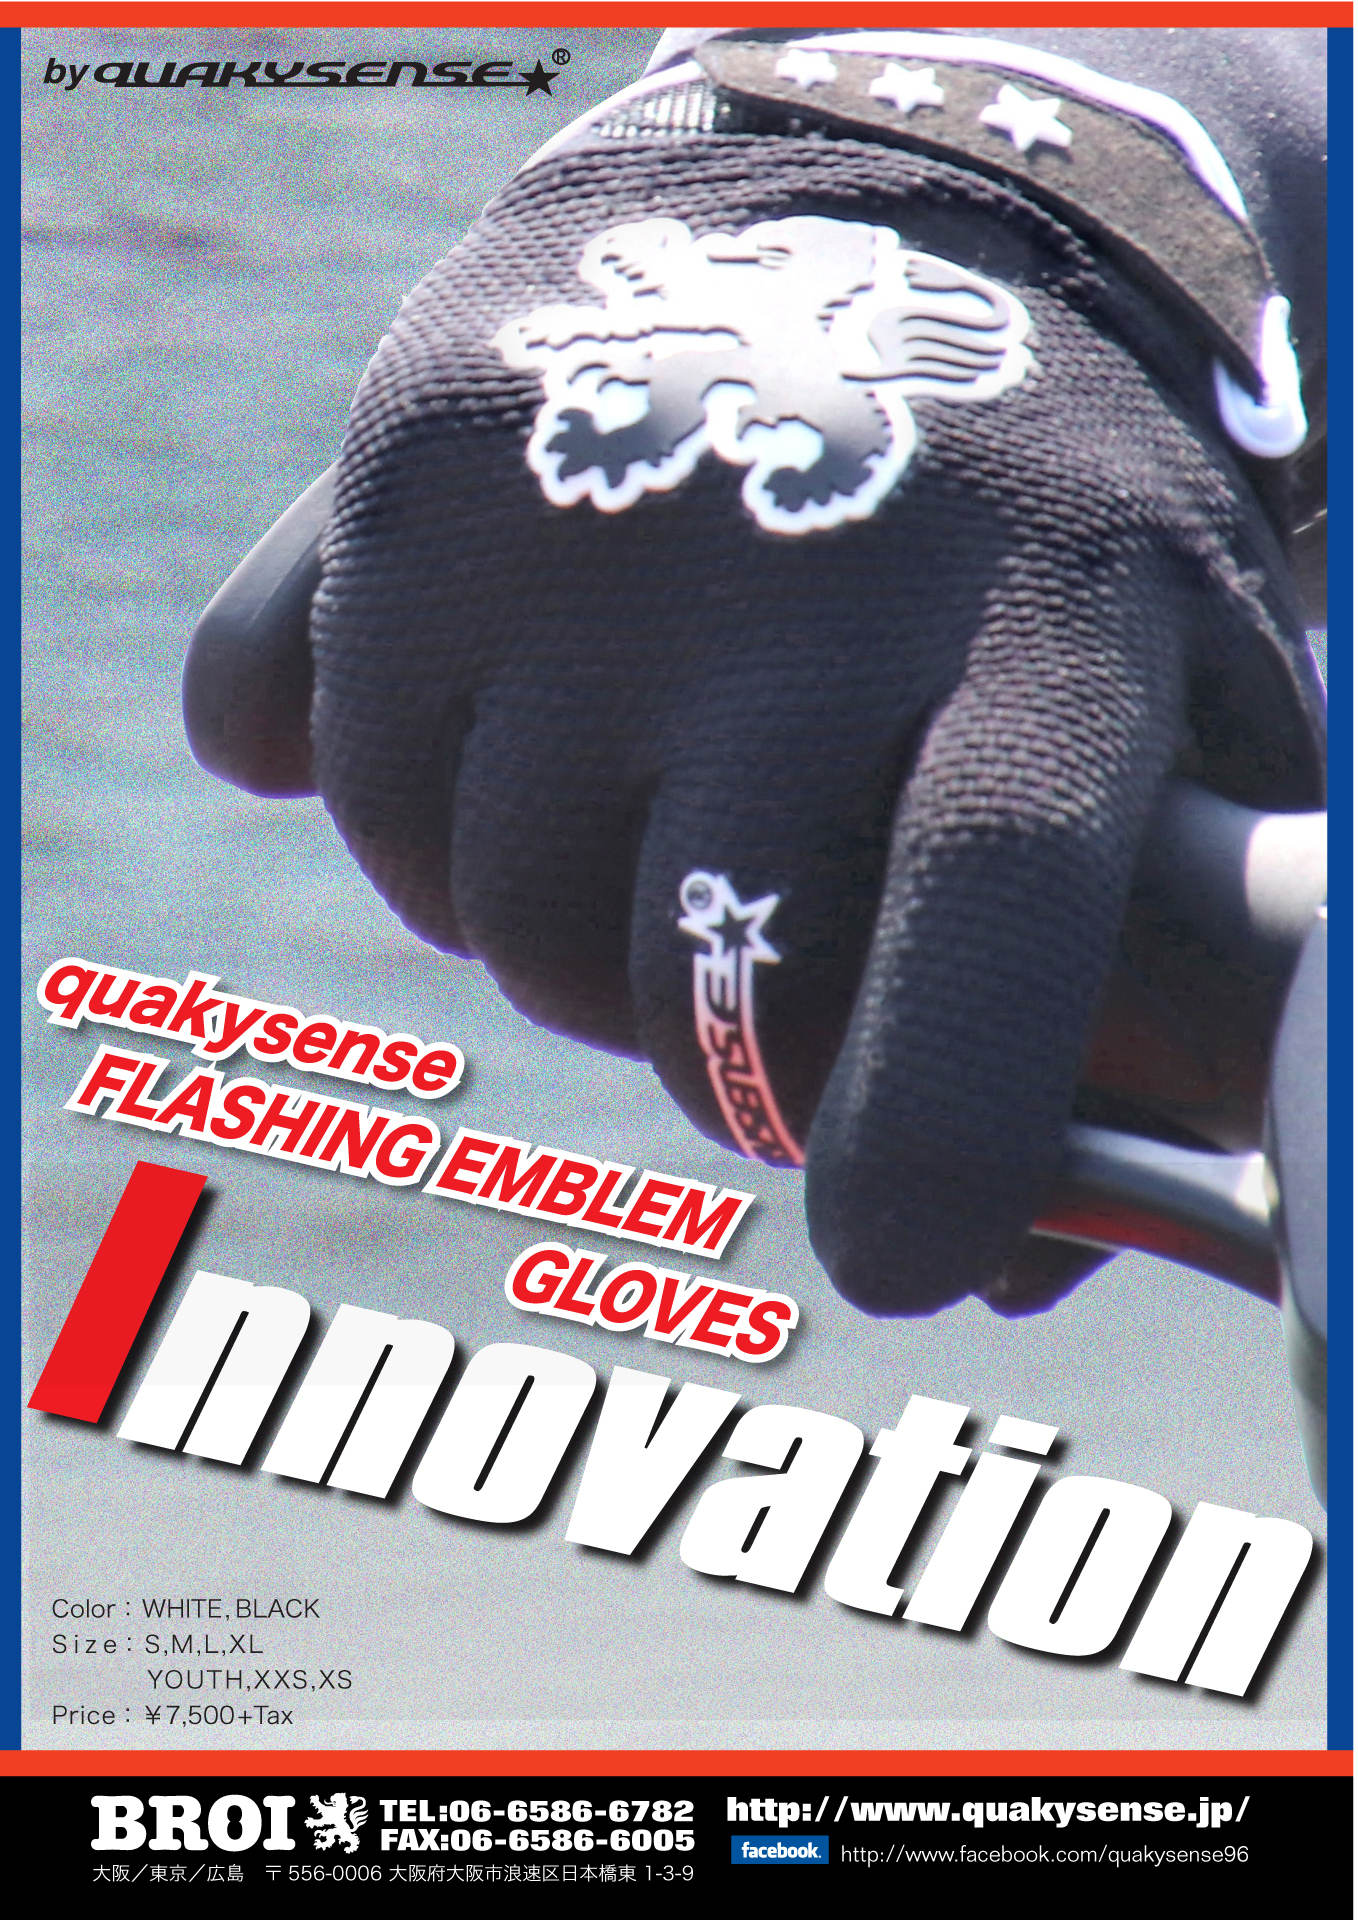 by QUAKYSENSE★®
quakysense
FLASHING EMBLEM
GLOVES
Innovation
Color：WHITE,BLACK
Size：S,M,L,XL
YOUTH,XXS,XS
Price：￥7,500+Tax
BROI
TEL:06-6586-6782
FAX:06-6586-6005
大阪／東京／広島　〒556-0006 大阪府大阪市浪速区日本橋東 1-3-9
http://www.quakysense.jp/
facebook. http://www.facebook.com/quakysense96